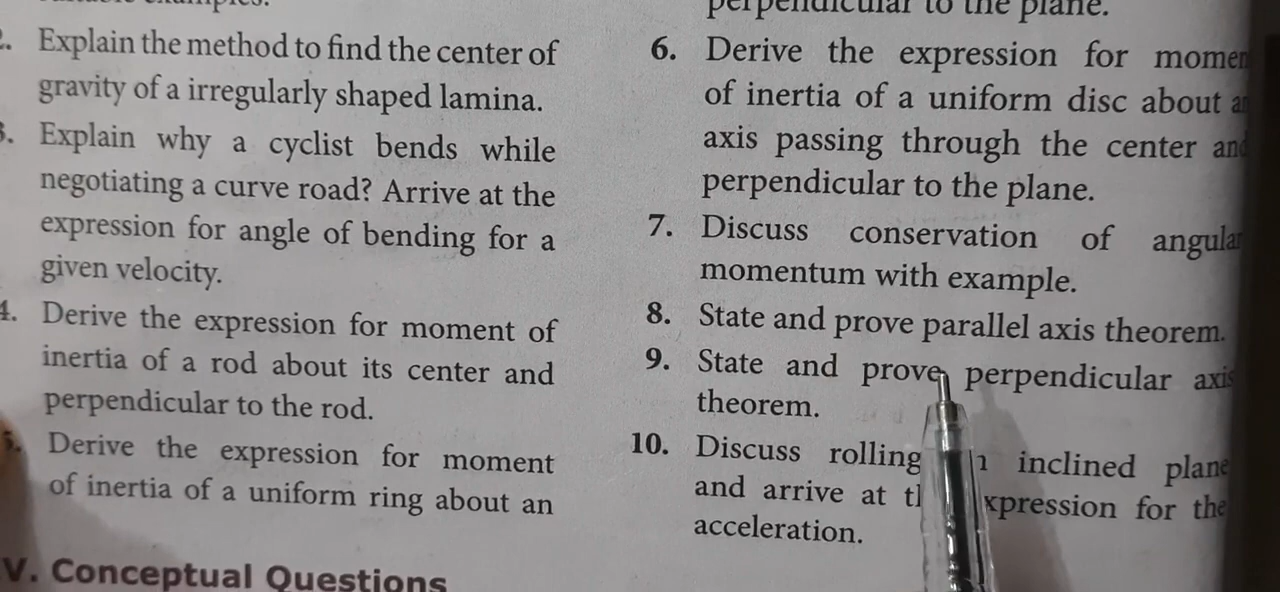 Explain the method to find the center of
gravity of a irregularly shaped lamina.
3. Explain why a cyclist bends while
negotiating a curve road? Arrive at the
expression for angle of bending for a
given velocity.
4. Derive the expression for moment of
inertia of a rod about its center and
perpendicular to the rod.
5. Derive the expression for moment
of inertia of a uniform ring about an
V. Conceptual Questions
perpendicular to the plane.
6. Derive the expression for
of inertia of a uniform disc about
axis passing through the center and
perpendicular to the plane.
7. Discuss conservation of angular
momentum with example.
8. State and prove parallel axis theorem.
9. State and prove perpendicular axis
theorem.
10. Discuss rolling inclined plane
and arrive at for the
acceleration.